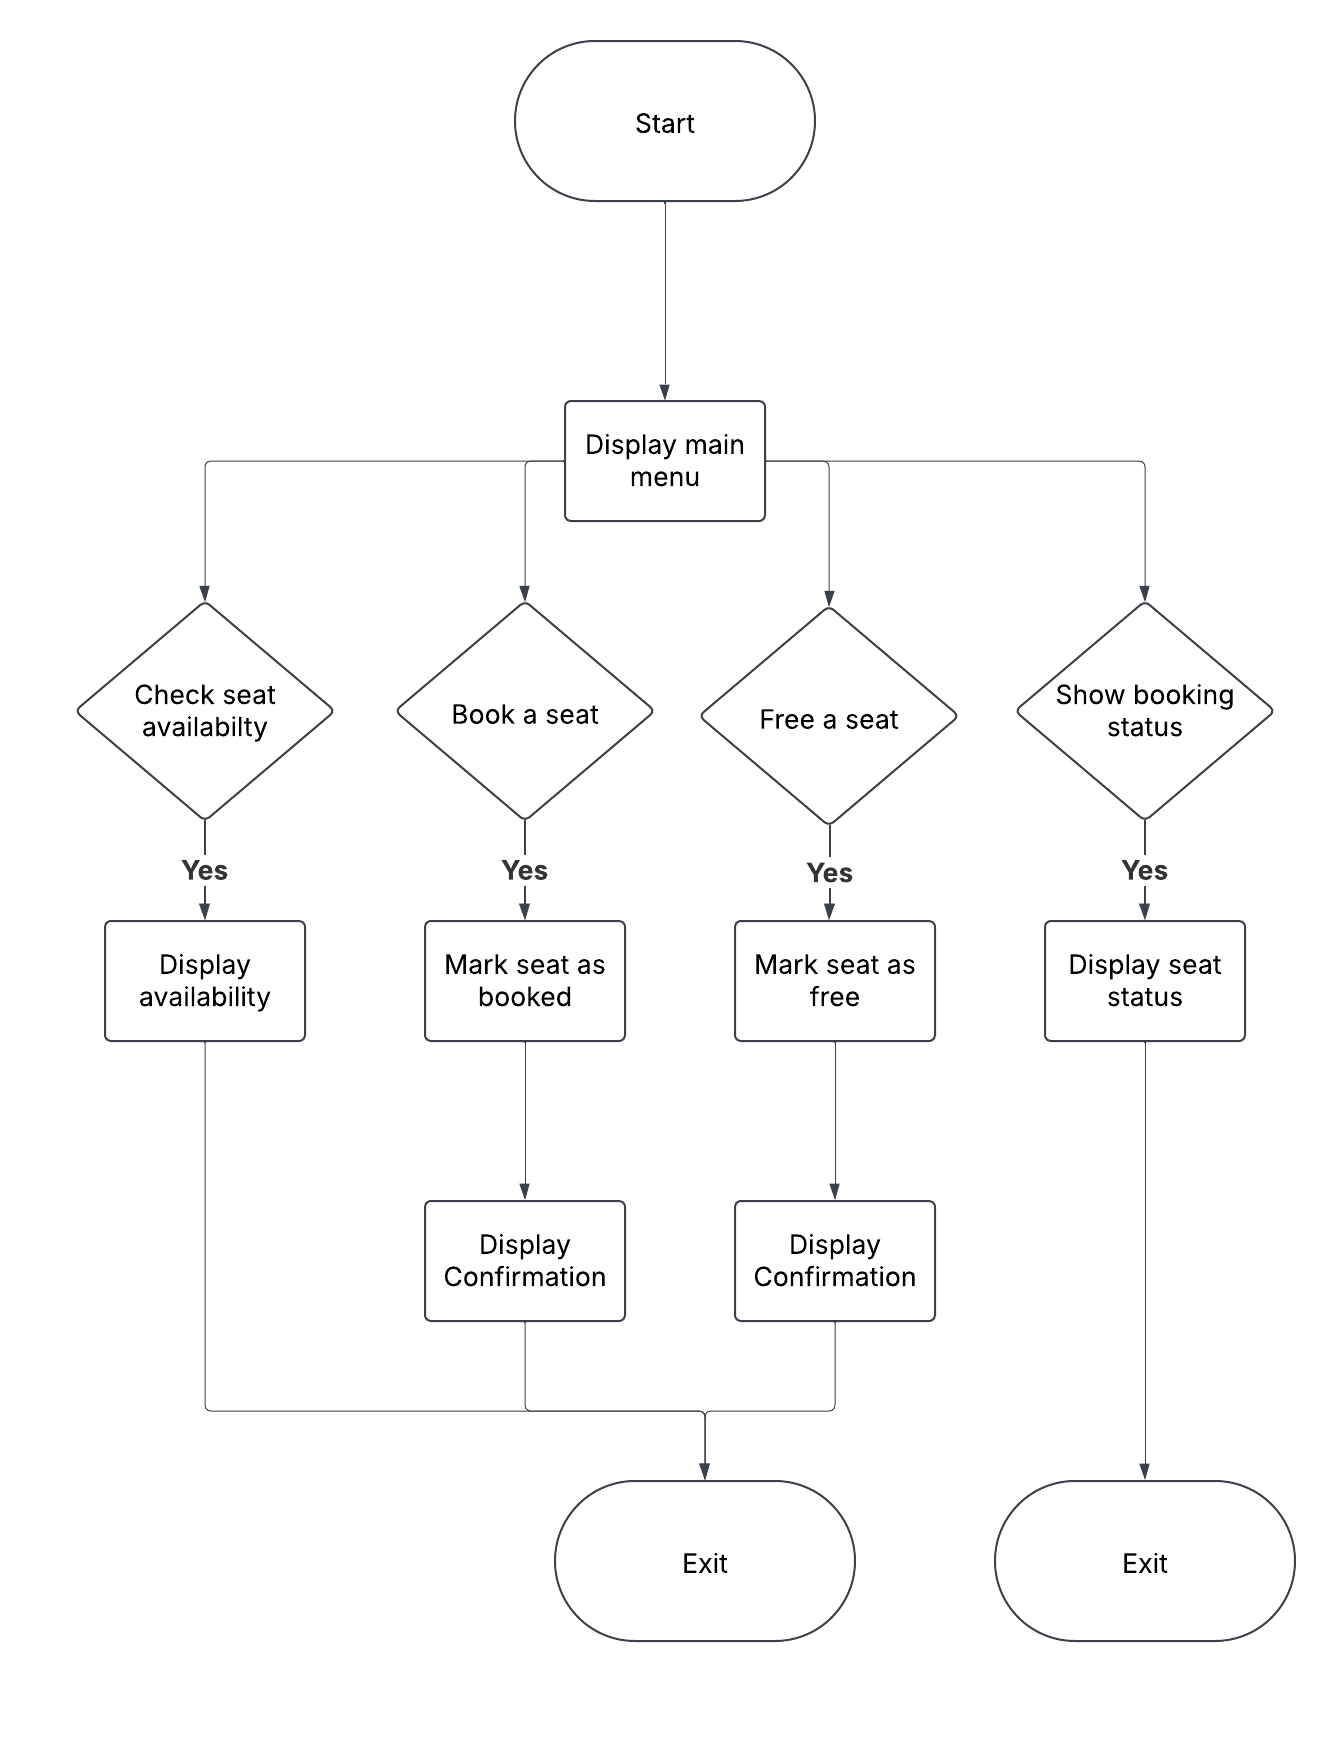 Start
Display main
menu
Check seat
availabilty
Book a seat
Free a seat
Show booking
status
Yes
Yes
Yes
Yes
Display
availability
Mark seat as
booked
Mark seat as
free
Display seat
status
Display
Confirmation
Display
Confirmation
Exit
Exit